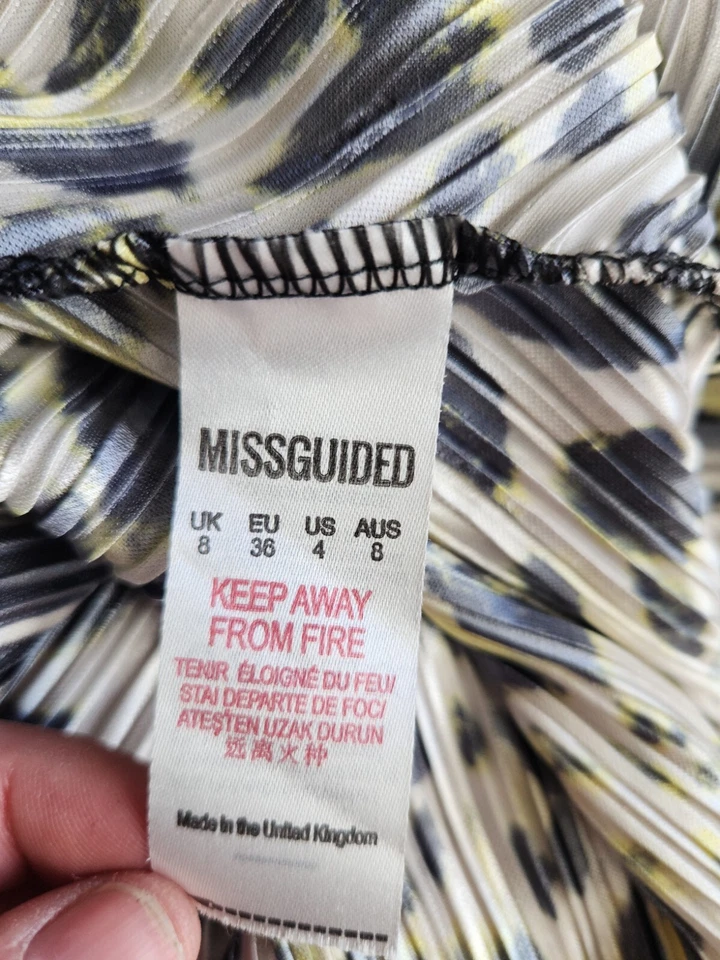 MISSGUIDED
UK EU US AUS
8 36 4 8
KEEP AWAY
FROM FIRE
TENIR ÉLOIGNÉ DU FEU/
STAI DEPARTE DE FOC/
ATEŞTEN UZAK DURUN
远离火种
Made in the United Kingdom